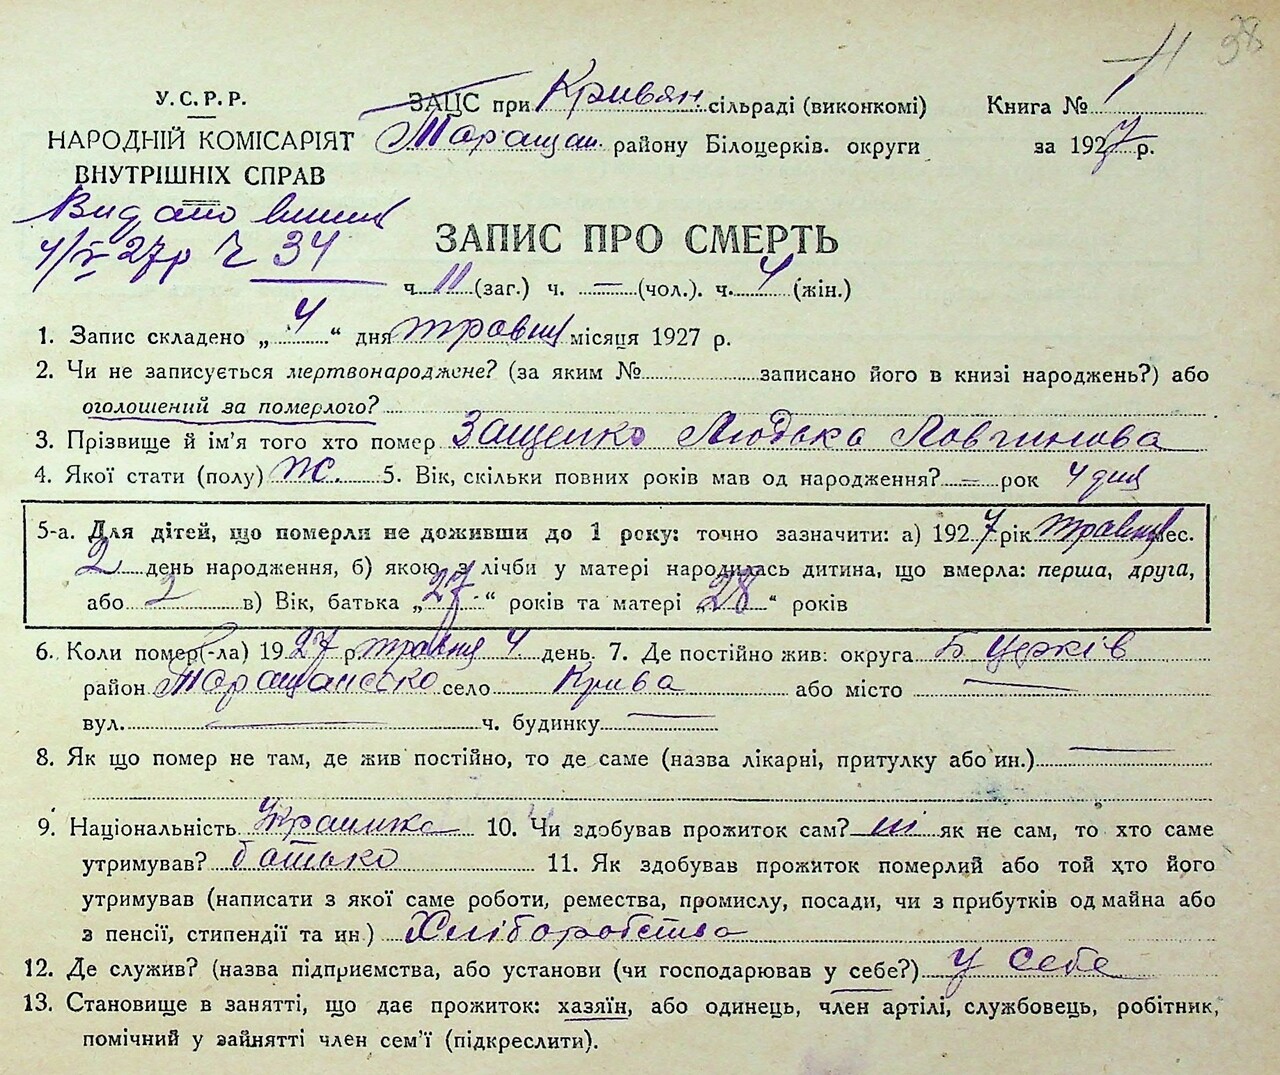 38
У.С.Р.Р.
НАРОДНІЙ КОМІСАРІЯТ
ВНУТРІШНІХ СПРАВ
ЗАЦС при Кривян. сільраді (виконкомі)
Таращан. району Білоцерків. округи
Книга № 1
за 1927 р.
Видано
4/V 27р Ч 34
4
ЗАПИС ПРО СМЕРТЬ
ч. 11 (заг.) ч. — (чол.). ч. 4 (жін.)
1. Запис складено „ 4 “ дня травня місяця 1927 р.
2. Чи не записується мертвонароджене? (за яким № записано його в книзі народжень?) або
оголошений за померлого?
3. Прізвище й ім'я того хто помер Защепко Людька Ловгинова
4. Якої стати (полу) ж. 5. Вік, скільки повних років мав од народження? — рок 4 дня
5-а. Для дітей, що померли не доживши до 1 року: точно зазначити: а) 1927 рік травня мес.
2 день народження, б) якою з лічби у матері народилась дитина, що вмерла: перша, друга,
або 2 в) Вік, батька „27“ років та матері „28“ років
6. Коли помер(-ла) 1927 р. травня 4 день. 7. Де постійно жив: округа Б Церків
район Таращансько село Крива або місто —
вул. — ч. будинку —
8. Як що помер не там, де жив постійно, то де саме (назва лікарні, притулку або ин.) —
9. Національність Украинка 10. Чи здобував прожиток сам? ні як не сам, то хто саме
утримував? батько 11. Як здобував прожиток померлий або той хто його
утримував (написати з якої саме роботи, ремества, промислу, посади, чи з прибутків од майна або
з пенсії, стипендії та ин.) Хліборобства
12. Де служив? (назва підприємства, або установи (чи господарював у себе?) у себе
13. Становище в занятті, що дає прожиток: хазяїн, або одинець, член артілі, службовець, робітник,
помічний у зайнятті член сем'ї (підкреслити).